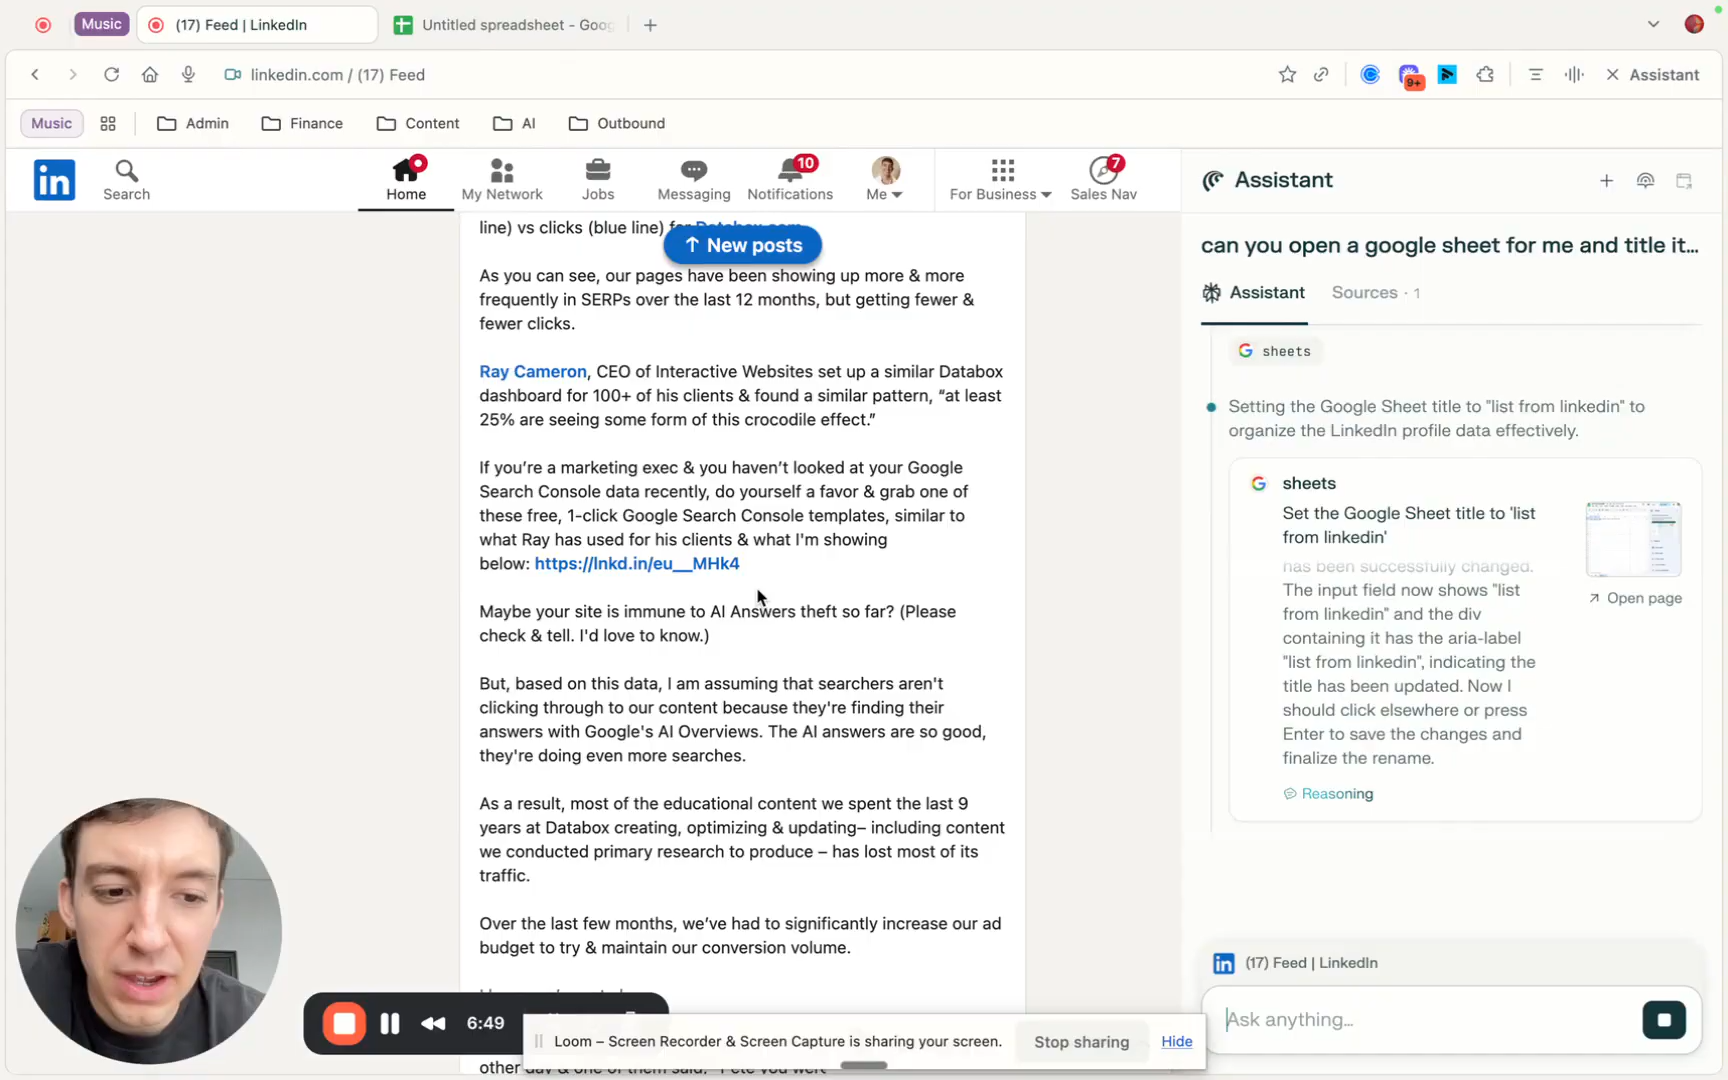 Music
(17) Feed | LinkedIn
Untitled spreadsheet - Goo
linkedin.com / (17) Feed
9+
Assistant
Music
Admin
Finance
Content
AI
Outbound
in
Search
Home
My Network
Jobs
Messaging
10
Notifications
Me
For Business
7
Sales Nav
line) vs clicks (blue line) for Databox.com
↑ New posts
As you can see, our pages have been showing up more & more
frequently in SERPs over the last 12 months, but getting fewer &
fewer clicks.
Ray Cameron, CEO of Interactive Websites set up a similar Databox
dashboard for 100+ of his clients & found a similar pattern, “at least
25% are seeing some form of this crocodile effect.”
If you’re a marketing exec & you haven’t looked at your Google
Search Console data recently, do yourself a favor & grab one of
these free, 1-click Google Search Console templates, similar to
what Ray has used for his clients & what I'm showing
below: https://lnkd.in/eu__MHk4
Maybe your site is immune to AI Answers theft so far? (Please
check & tell. I'd love to know.)
But, based on this data, I am assuming that searchers aren't
clicking through to our content because they're finding their
answers with Google's AI Overviews. The AI answers are so good,
they're doing even more searches.
As a result, most of the educational content we spent the last 9
years at Databox creating, optimizing & updating– including content
we conducted primary research to produce – has lost most of its
traffic.
Over the last few months, we’ve had to significantly increase our ad
budget to try & maintain our conversion volume.
other day & one of them said: "Pete you were
6:49
Loom – Screen Recorder & Screen Capture is sharing your screen.
Stop sharing
Hide
Assistant
can you open a google sheet for me and title it...
Assistant
Sources · 1
sheets
Setting the Google Sheet title to "list from linkedin" to
organize the LinkedIn profile data effectively.
sheets
Set the Google Sheet title to 'list
from linkedin'
has been successfully changed.
The input field now shows "list
from linkedin" and the div
containing it has the aria-label
"list from linkedin", indicating the
title has been updated. Now I
should click elsewhere or press
Enter to save the changes and
finalize the rename.
Reasoning
Open page
in
(17) Feed | LinkedIn
Ask anything…